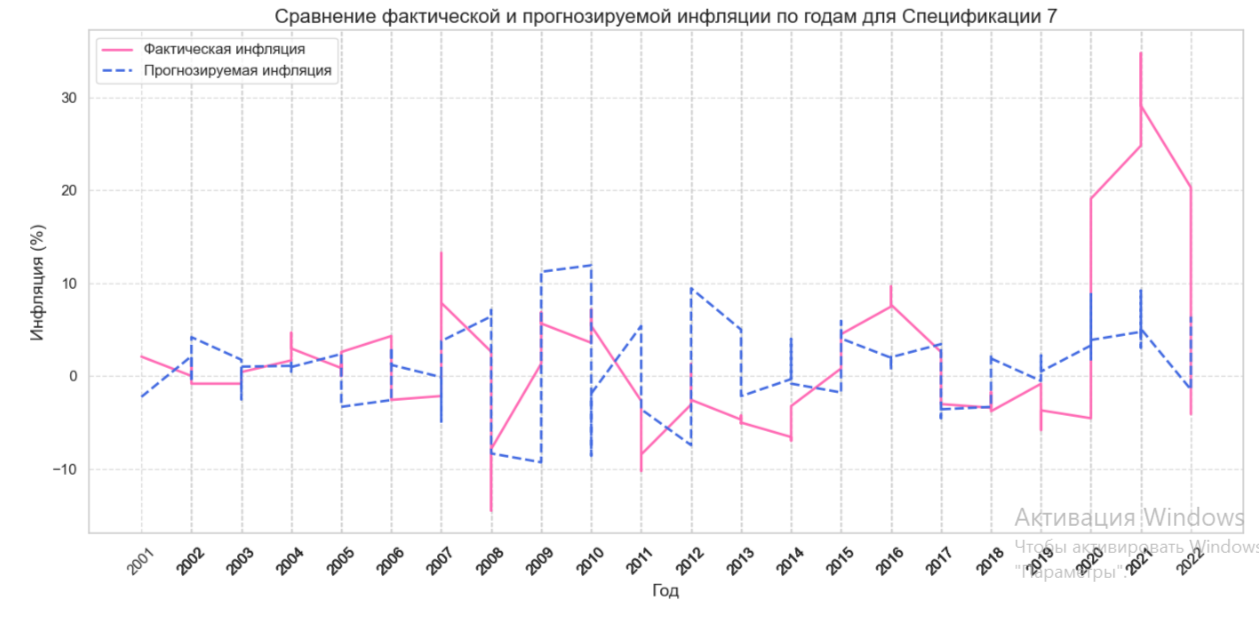 Сравнение фактической и прогнозируемой инфляции по годам для Спецификации 7
Фактическая инфляция
Прогнозируемая инфляция
Инфляция (%)
30
20
10
0
−10
2001 2002 2003 2004 2005 2006 2007 2008 2009 2010 2011 2012 2013 2014 2015 2016 2017 2018 2019 2020 2021 2022
Год
Активация Windows
Чтобы активировать Windows
"Параметры".